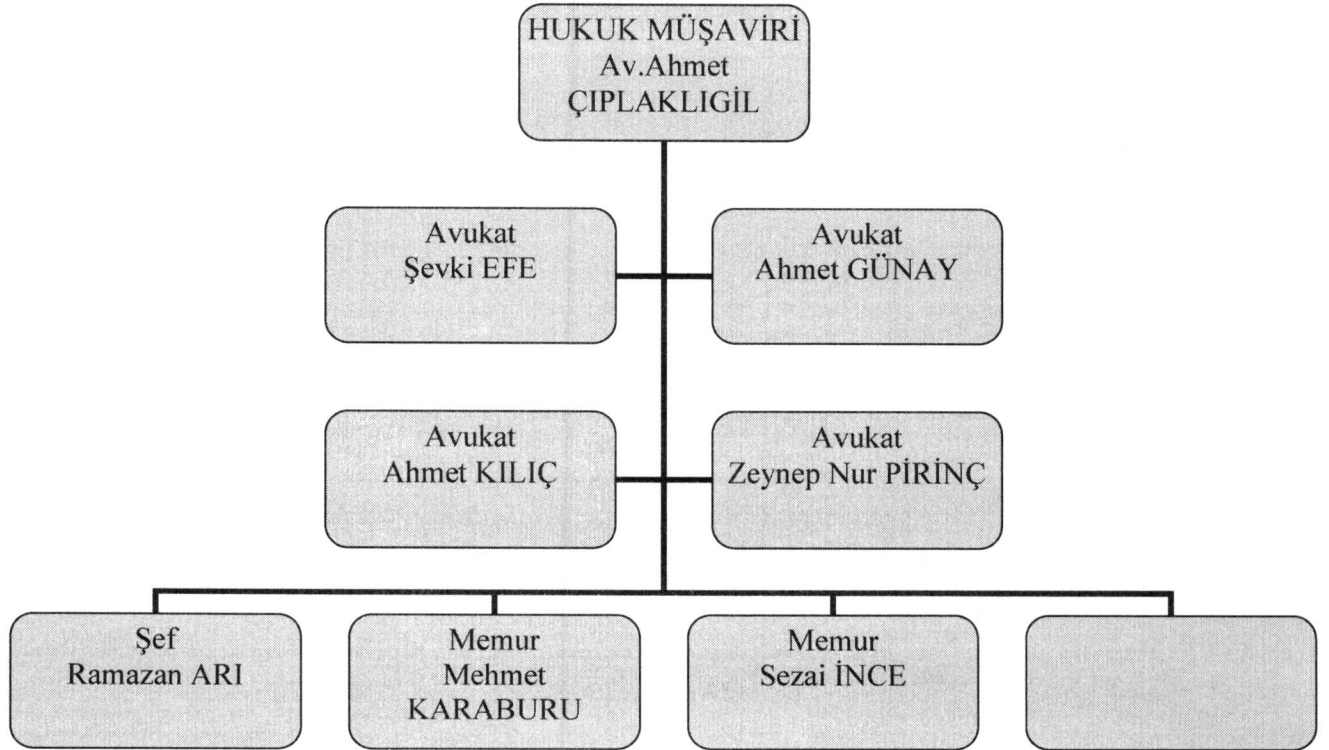 HUKUK MÜŞAVİRİ
Av.Ahmet
ÇIPLAKLIGİL
Avukat
Şevki EFE
Avukat
Ahmet GÜNAY
Avukat
Ahmet KILIÇ
Avukat
Zeynep Nur PİRİNÇ
Şef
Ramazan ARI
Memur
Mehmet
KARABURU
Memur
Sezai İNCE